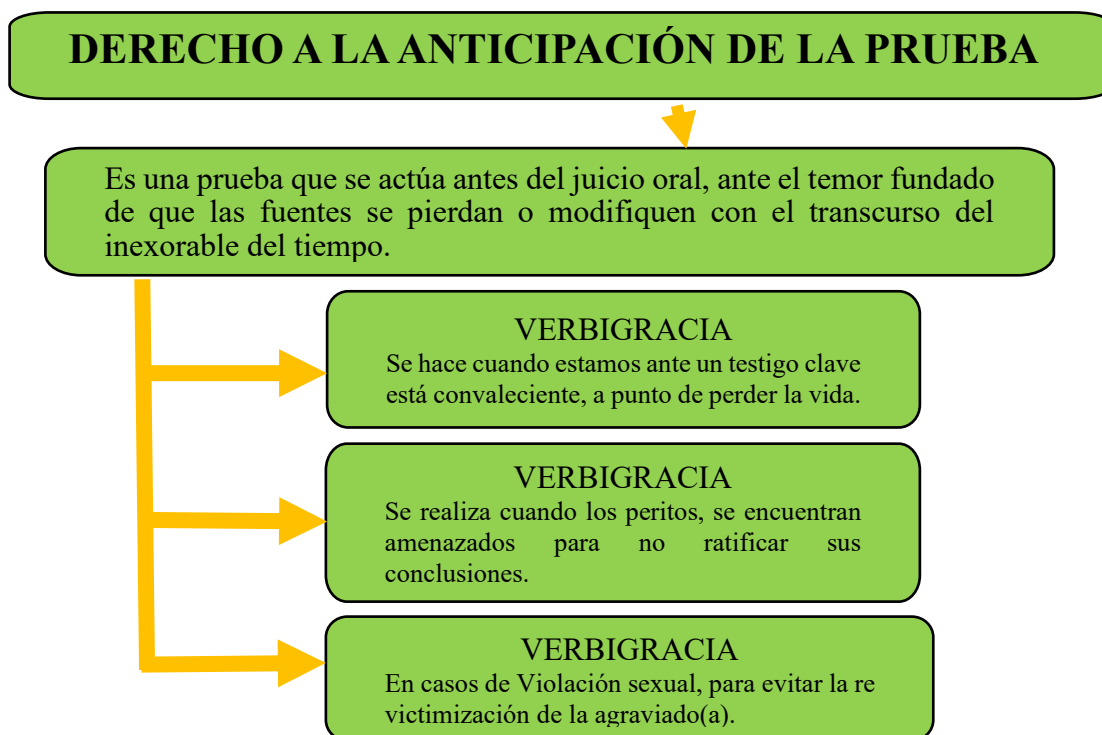 DERECHO A LA ANTICIPACIÓN DE LA PRUEBA
Es una prueba que se actúa antes del juicio oral, ante el temor fundado
de que las fuentes se pierdan o modifiquen con el transcurso del
inexorable del tiempo.
VERBIGRACIA
Se hace cuando estamos ante un testigo clave
está convaleciente, a punto de perder la vida.
VERBIGRACIA
Se realiza cuando los peritos, se encuentran
amenazados para no ratificar sus
conclusiones.
VERBIGRACIA
En casos de Violación sexual, para evitar la re
victimización de la agraviado(a).